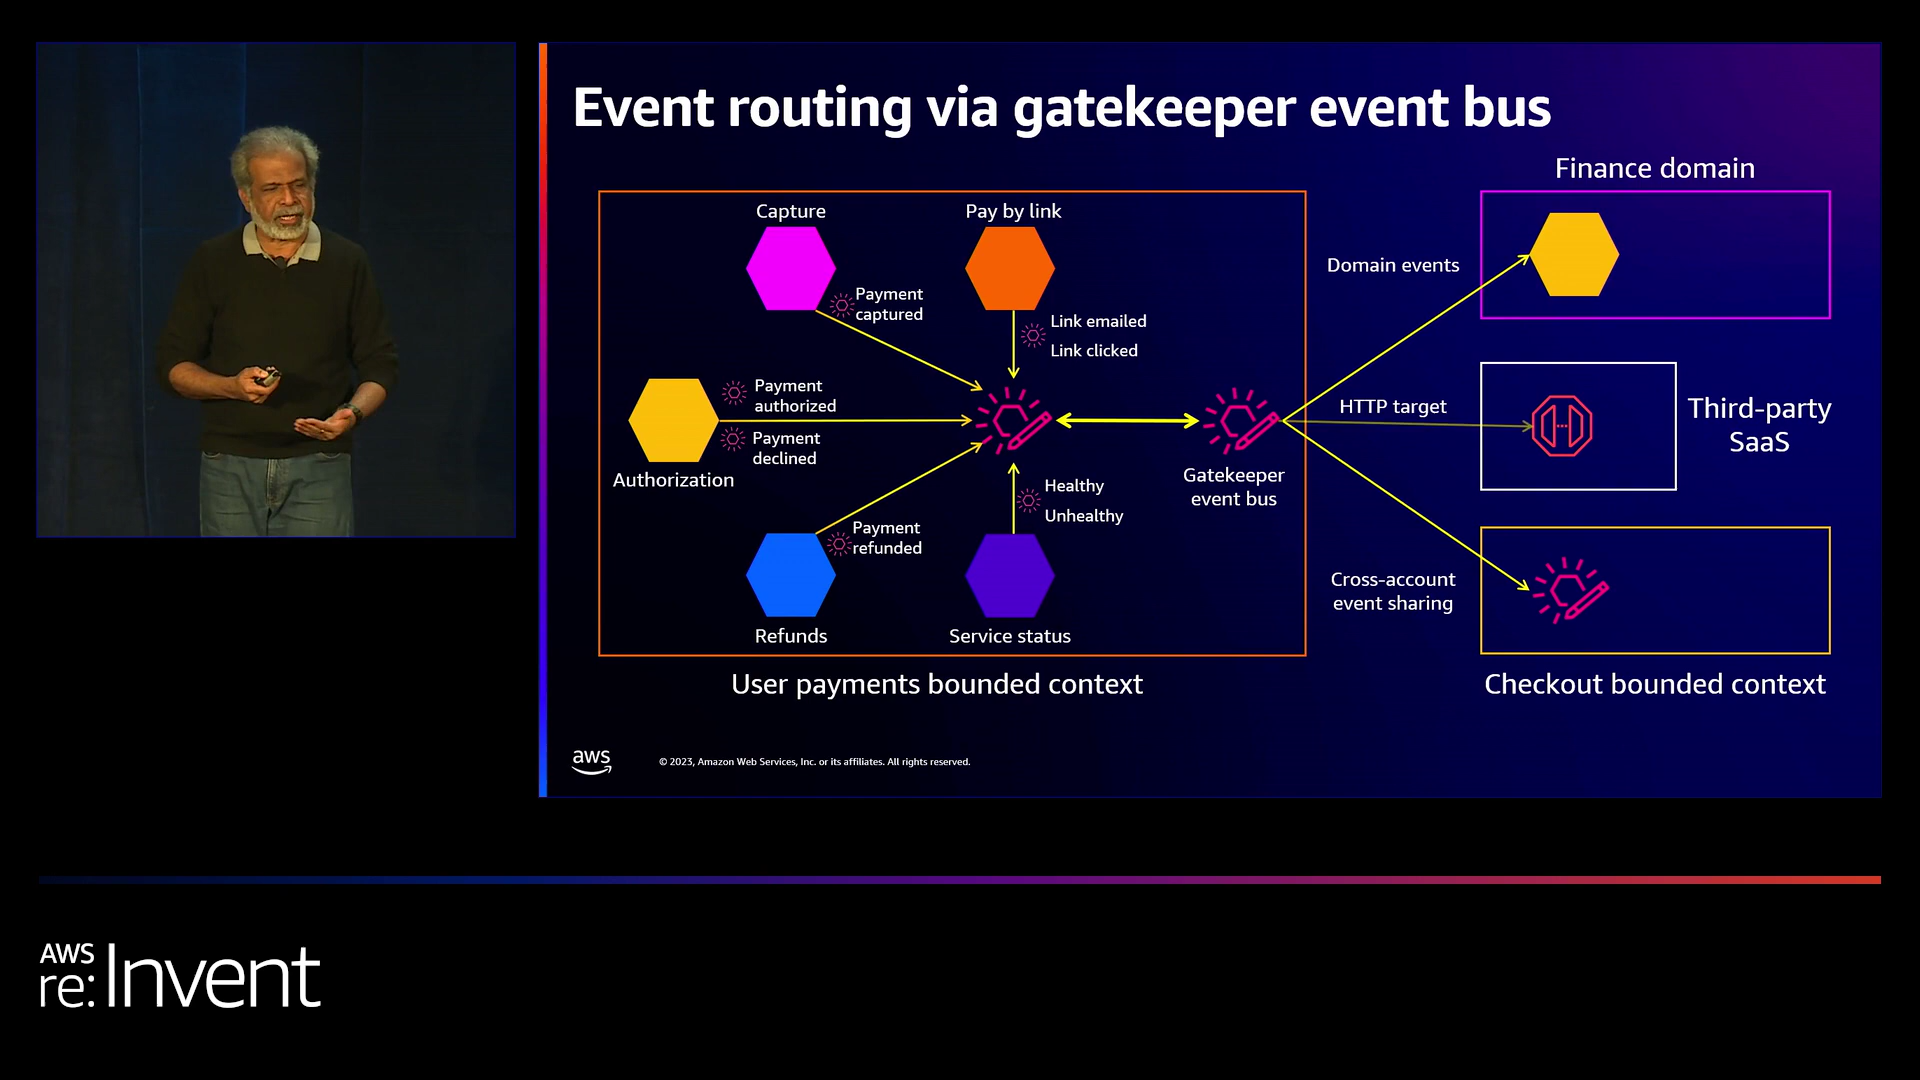 Event routing via gatekeeper event bus
Finance domain
Capture
Pay by link
Payment
captured
Link emailed
Link clicked
Domain events
Payment
authorized
Payment
declined
Authorization
HTTP target
Third-party
SaaS
Gatekeeper
event bus
Healthy
Unhealthy
Payment
refunded
Cross-account
event sharing
Refunds
Service status
User payments bounded context
Checkout bounded context
aws
© 2023, Amazon Web Services, Inc. or its affiliates. All rights reserved.
AWS
re:Invent